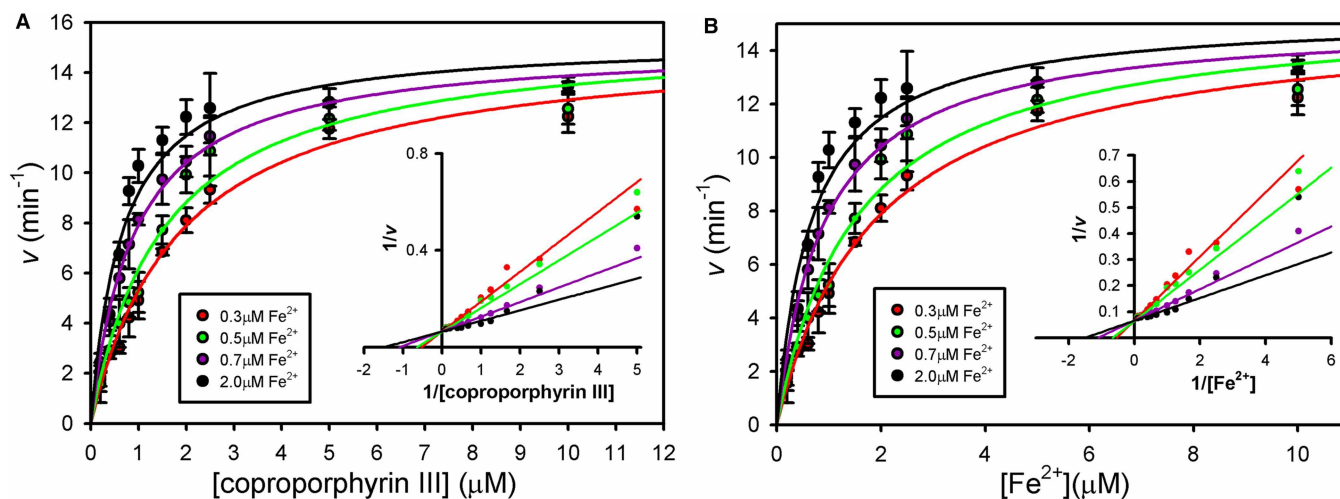 A
16
14
12
10
8
6
4
2
0
v (min⁻¹)
0 1 2 3 4 5 6 7 8 9 10 11 12
[coproporphyrin III] (μM)
0.3μM Fe²⁺
0.5μM Fe²⁺
0.7μM Fe²⁺
2.0μM Fe²⁺
0.8
0.4
1/v
-2 -1 0 1 2 3 4 5
1/[coproporphyrin III]
B
14
12
10
8
6
4
2
0
v (min⁻¹)
0 2 4 6 8 10
[Fe²⁺](μM)
0.3μM Fe²⁺
0.5μM Fe²⁺
0.7μM Fe²⁺
2.0μM Fe²⁺
0.7
0.6
0.5
0.4
0.3
0.2
0.1
1/v
-2 0 2 4 6
1/[Fe²⁺]